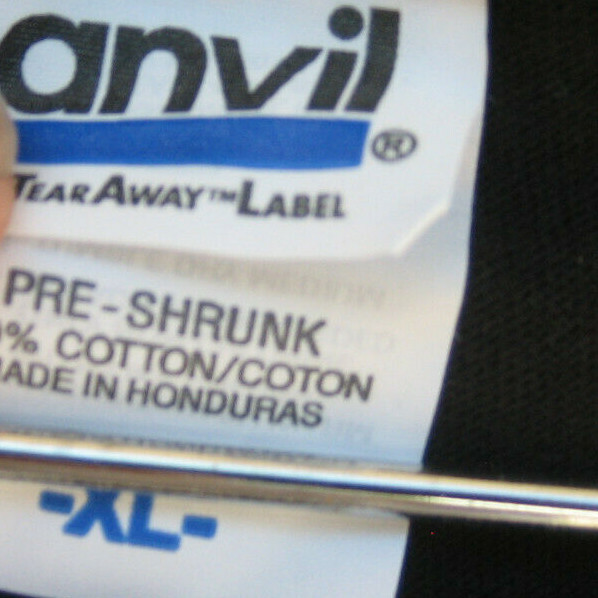 anvil®
TEARAWAY™LABEL
PRE-SHRUNK
% COTTON/COTON
ADE IN HONDURAS
-XL-